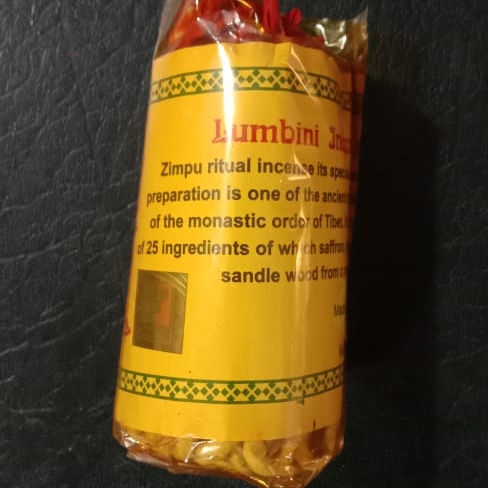 Lumbini
Zimpu ritual incense its
preparation is one of the ancient
of the monastic order of Tibet.
of 25 ingredients of which saffron,
sandle wood from